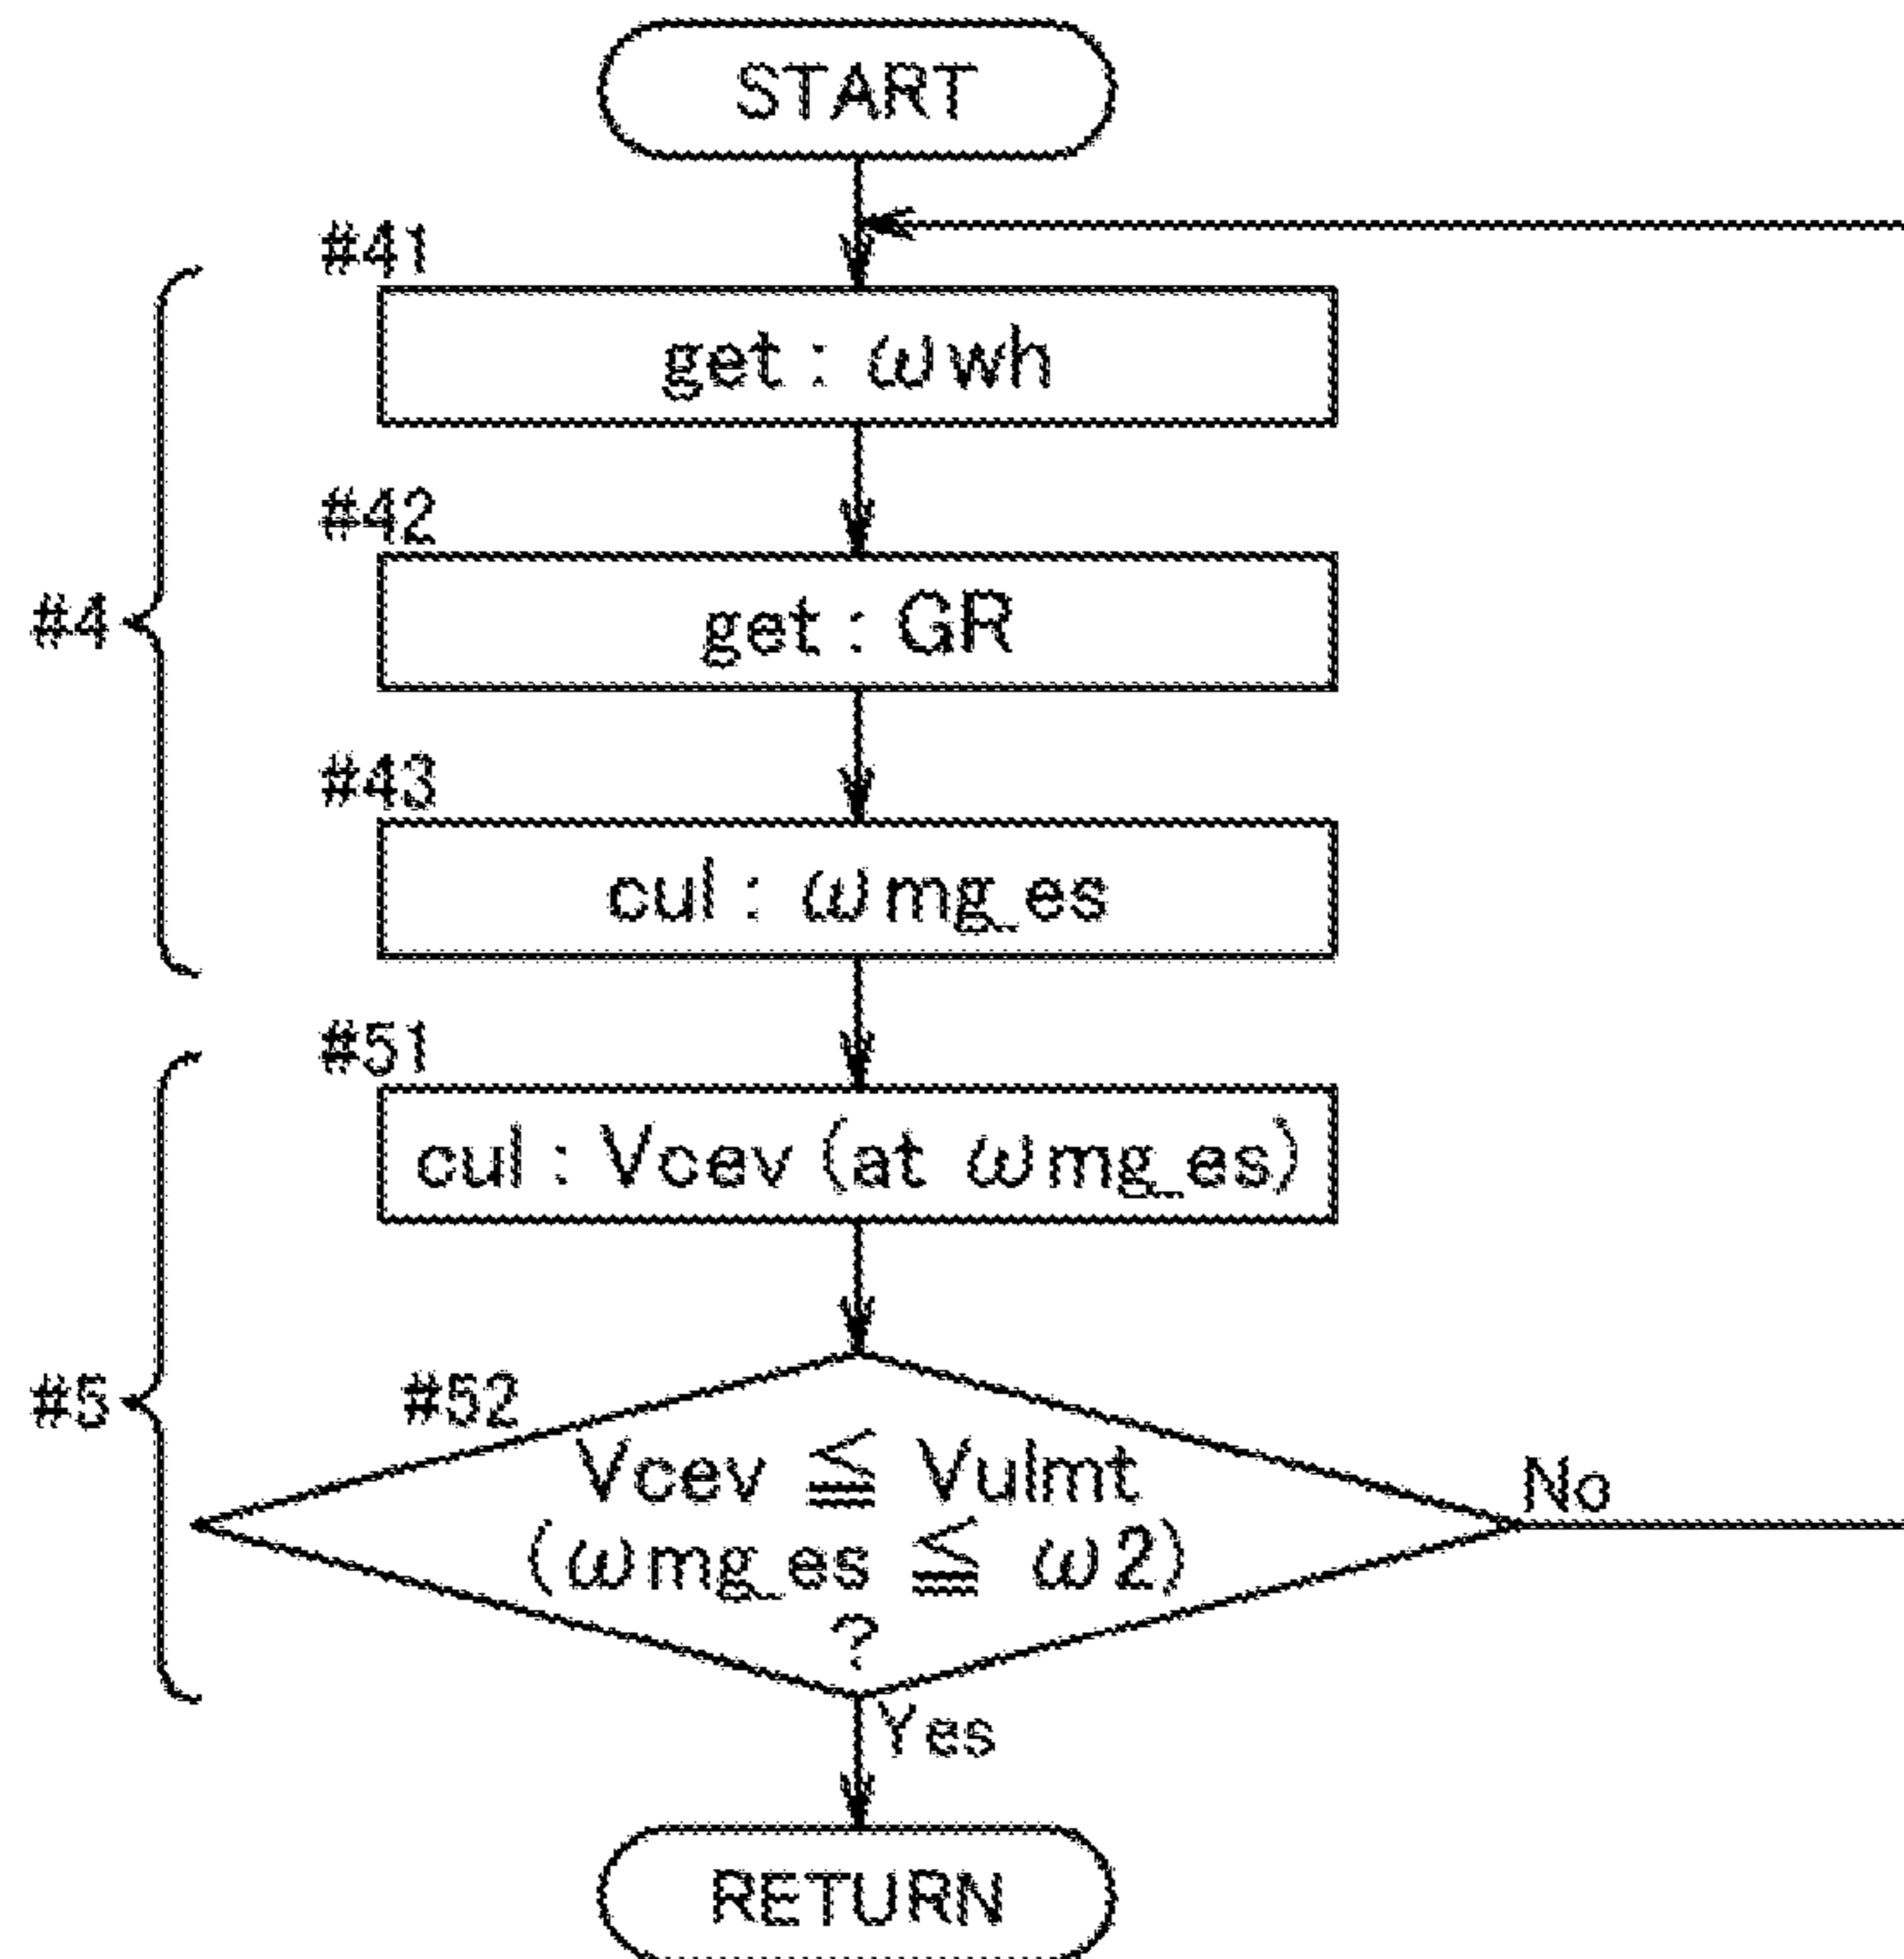 START
#41
get : ωwh
#42
#4
get : GR
#43
cul : ωmg_es
#51
cul : Vcev (at ωmg_es)
#5
#52
Vcev ≦ Vulmt
No
(ωmg_es ≦ ω2)
?
Yes
RETURN